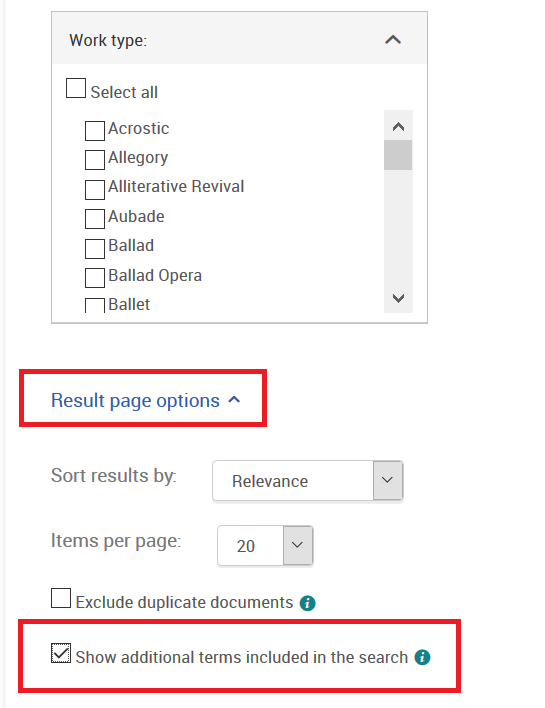 Work type:
Select all
Acrostic
Allegory
Alliterative Revival
Aubade
Ballad
Ballad Opera
Ballet
Result page options
Sort results by: Relevance
Items per page: 20
Exclude duplicate documents i
Show additional terms included in the search i